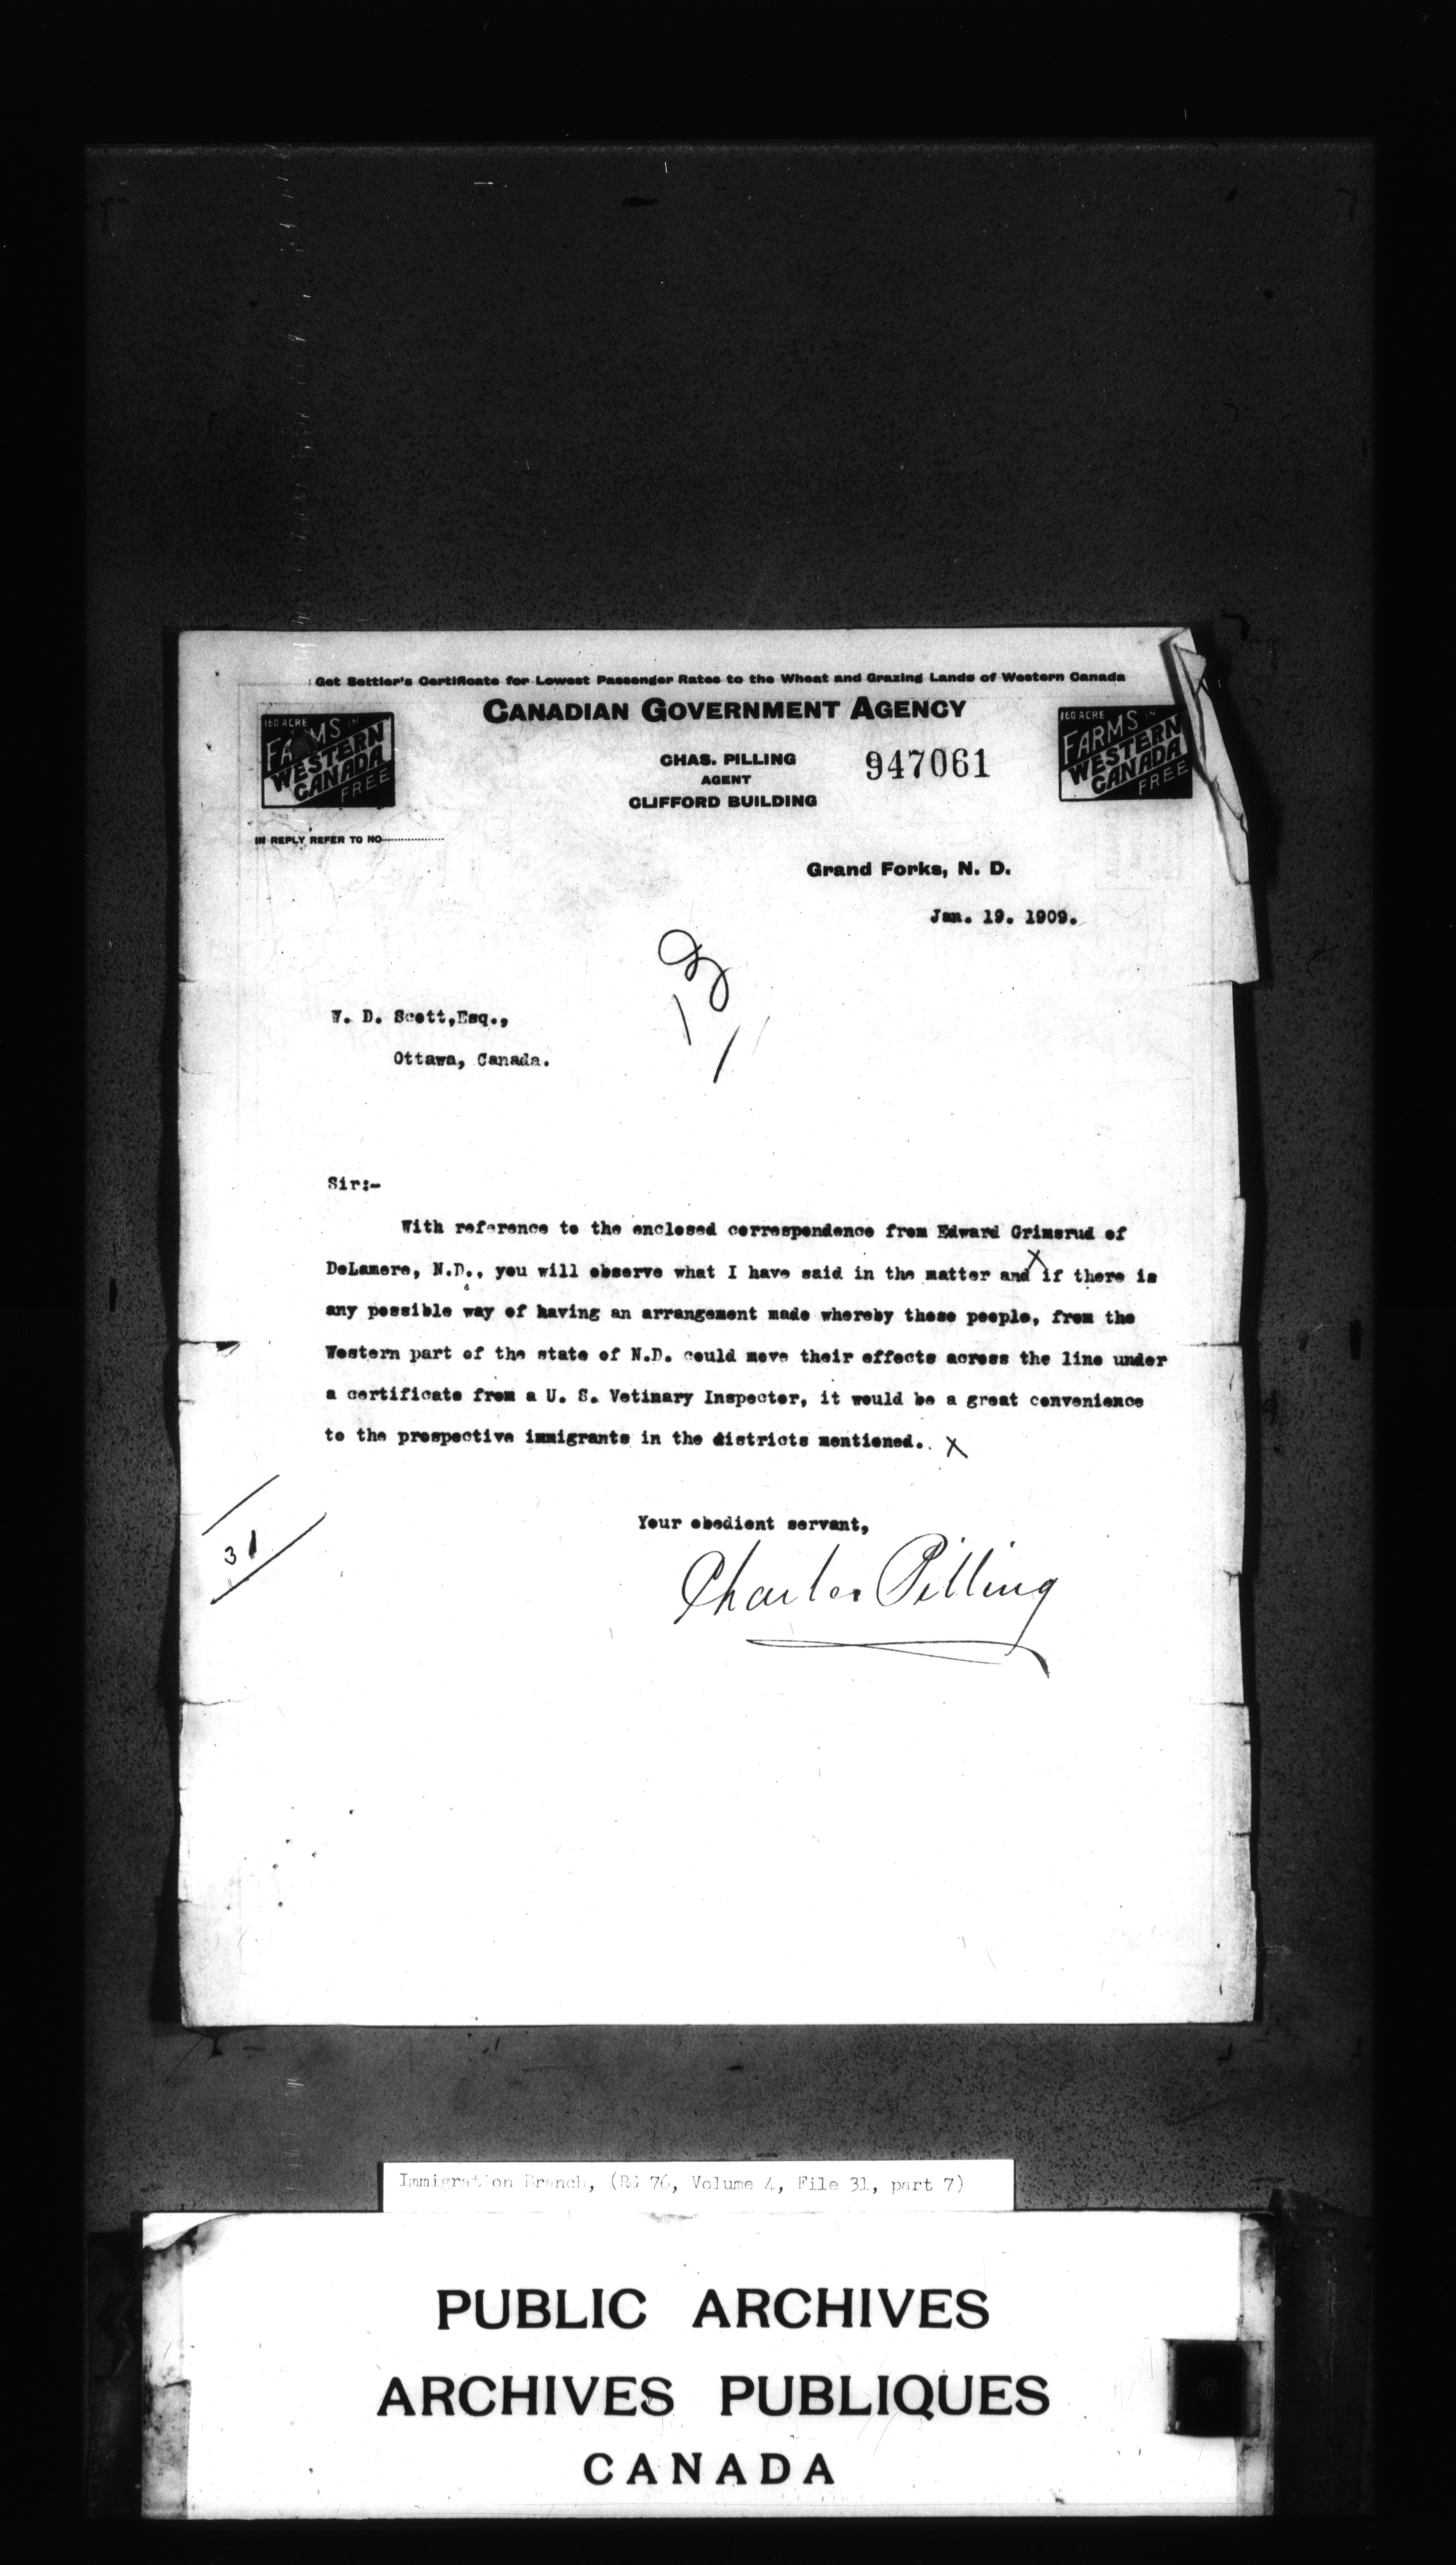 Get Settler's Certificate for Lowest Passenger Rates to the Wheat and Grazing Lands of Western Canada
CANADIAN GOVERNMENT AGENCY
160 ACRE
FARMS IN
WESTERN
CANADA
FREE
CHAS. PILLING
AGENT
CLIFFORD BUILDING
947061
160 ACRE
FARMS IN
WESTERN
CANADA
FREE
IN REPLY REFER TO NO..................
Grand Forks, N. D.
Jan. 19. 1909.
W. D. Scott,Esq.,
Ottawa, Canada.
Sir:-
With reference to the enclosed correspondence from Edward Grimsrud of
DeLamere, N.D., you will observe what I have said in the matter and X if there is
any possible way of having an arrangement made whereby these people, from the
Western part of the state of N.D. could move their effects across the line under
a certificate from a U. S. Vetinary Inspector, it would be a great convenience
to the prospective immigrants in the districts mentioned. X
31
Your obedient servant,
Charles Pilling
Immigration Branch, (RG 76, Volume 4, File 31, part 7)
PUBLIC ARCHIVES
ARCHIVES PUBLIQUES
CANADA